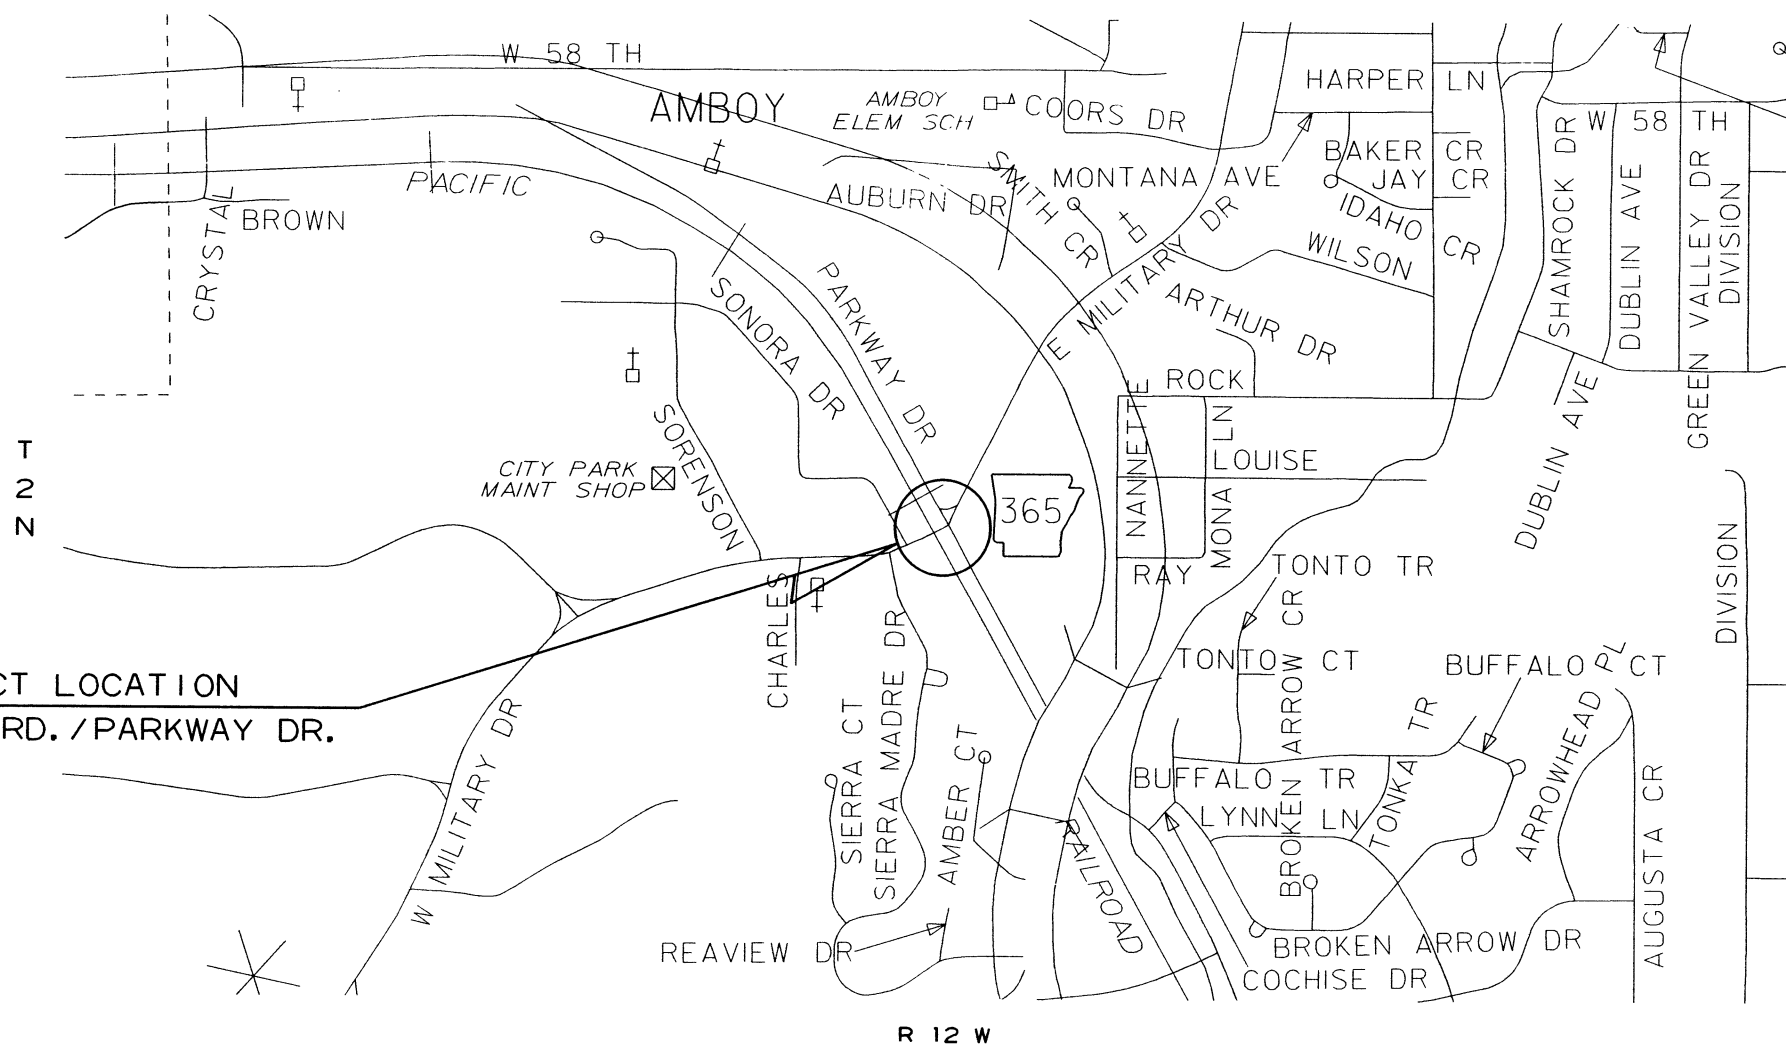 W 58 TH
HARPER LN
AMBOY
AMBOY
ELEM SCH
COORS DR
W 58 TH
BAKER CR
JAY CR
MONTANA AVE
SMITH CR
IDAHO CR
WILSON
PACIFIC
AUBURN DR
CRYSTAL
BROWN
SHAMROCK DR
DUBLIN AVE
GREEN VALLEY DR
DIVISION
E MILITARY DR
ARTHUR DR
SONORA DR
PARKWAY DR
ROCK
NANNETTE
MONA LN
LOUISE
MONA
DUBLIN AVE
T
2
N
CITY PARK
MAINT SHOP
SORENSON
365
RAY
TONTO TR
DIVISION
CHARLES
TONTO CT
BUFFALO CT
CT LOCATION
RD./PARKWAY DR.
W MILITARY DR
SIERRA CT
SIERRA MADRE DR
AMBER CT
BROKEN ARROW CR
BUFFALO TR
LYNN LN
TONKA TR
ARROWHEAD PL
AUGUSTA CR
RAILROAD
REAVIEW DR
BROKEN ARROW DR
COCHISE DR
R 12 W